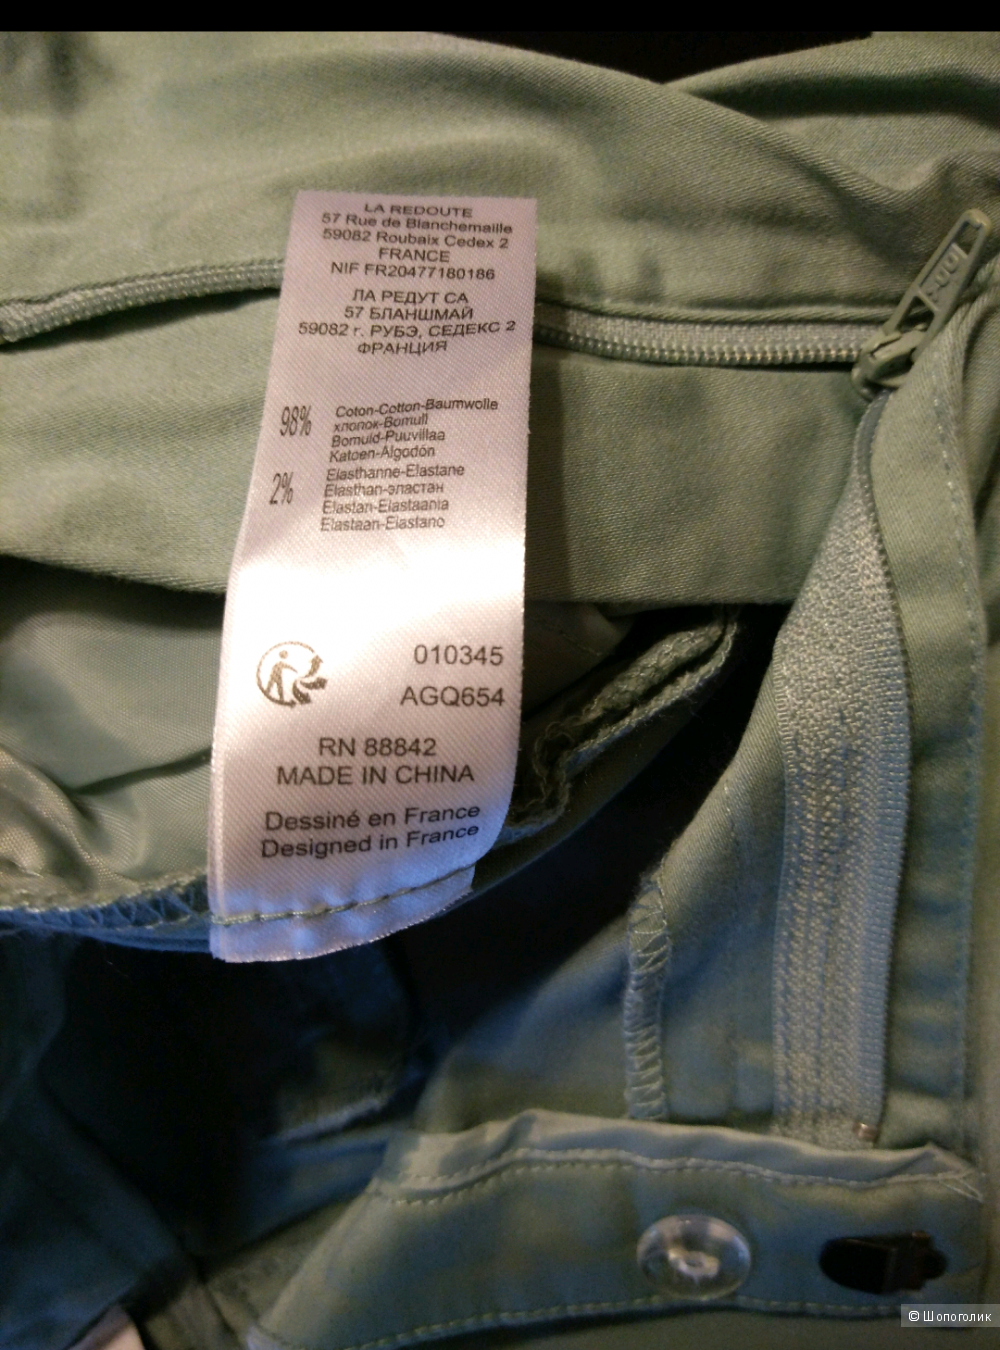 LA REDOUTE
57 Rue de Blanchemaille
59082 Roubaix Cedex 2
FRANCE
NIF FR20477180186
ЛА РЕДУТ СА
57 БЛАНШМАЙ
59082 г. РУБЭ, СЕДЕКС 2
ФРАНЦИЯ
98%
Coton-Cotton-Baumwolle
хлопок-Bomull
Bomuld-Puuvillaa
Katoen-Algodón
2%
Elasthanne-Elastane
Elasthan-эластан
Elastan-Elastaania
Elastaan-Elastano
010345
AGQ654
RN 88842
MADE IN CHINA
Dessiné en France
Designed in France
© Шопоголик